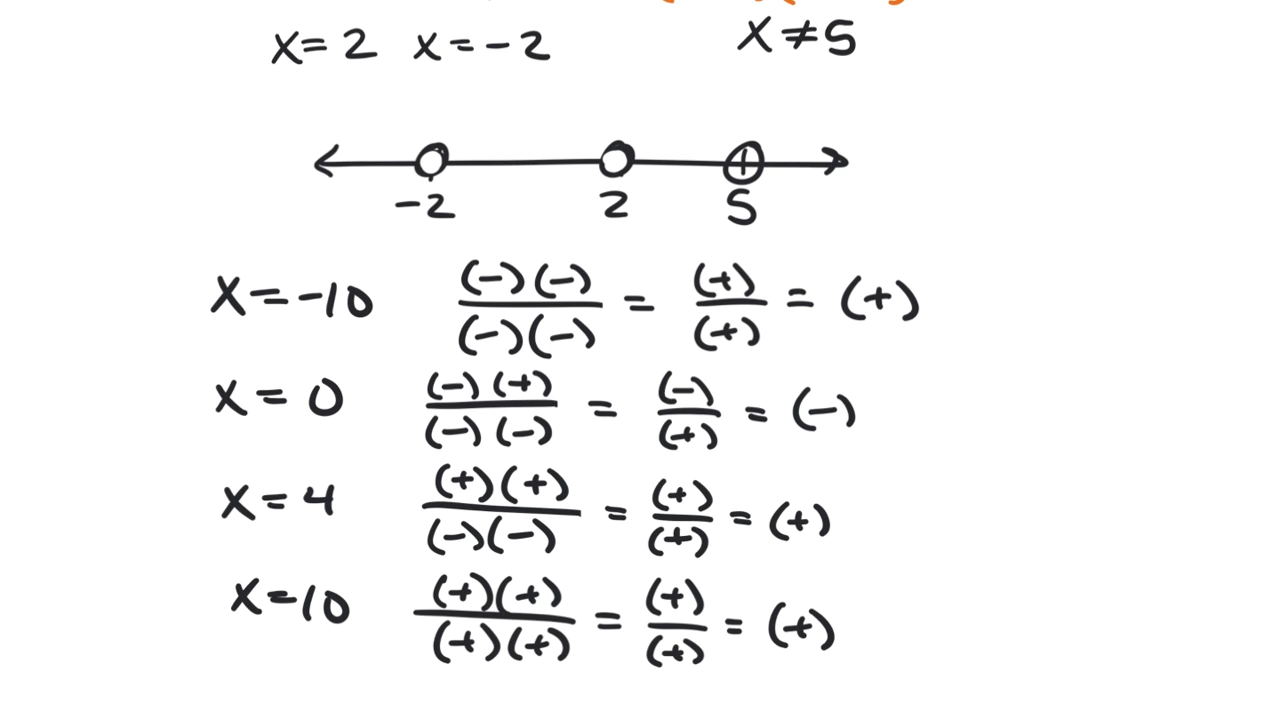 x=2 x=-2 x≠5
-2 2 5
x=-10 (-)(-)/(-)(-) = (+)/(+) = (+)
x=0 (-)(+)/(-)(-) = (-)/(+) = (-)
x=4 (+)(+)/(-)(-) = (+)/(+) = (+)
x=10 (+)(+)/(+)(+) = (+)/(+) = (+)